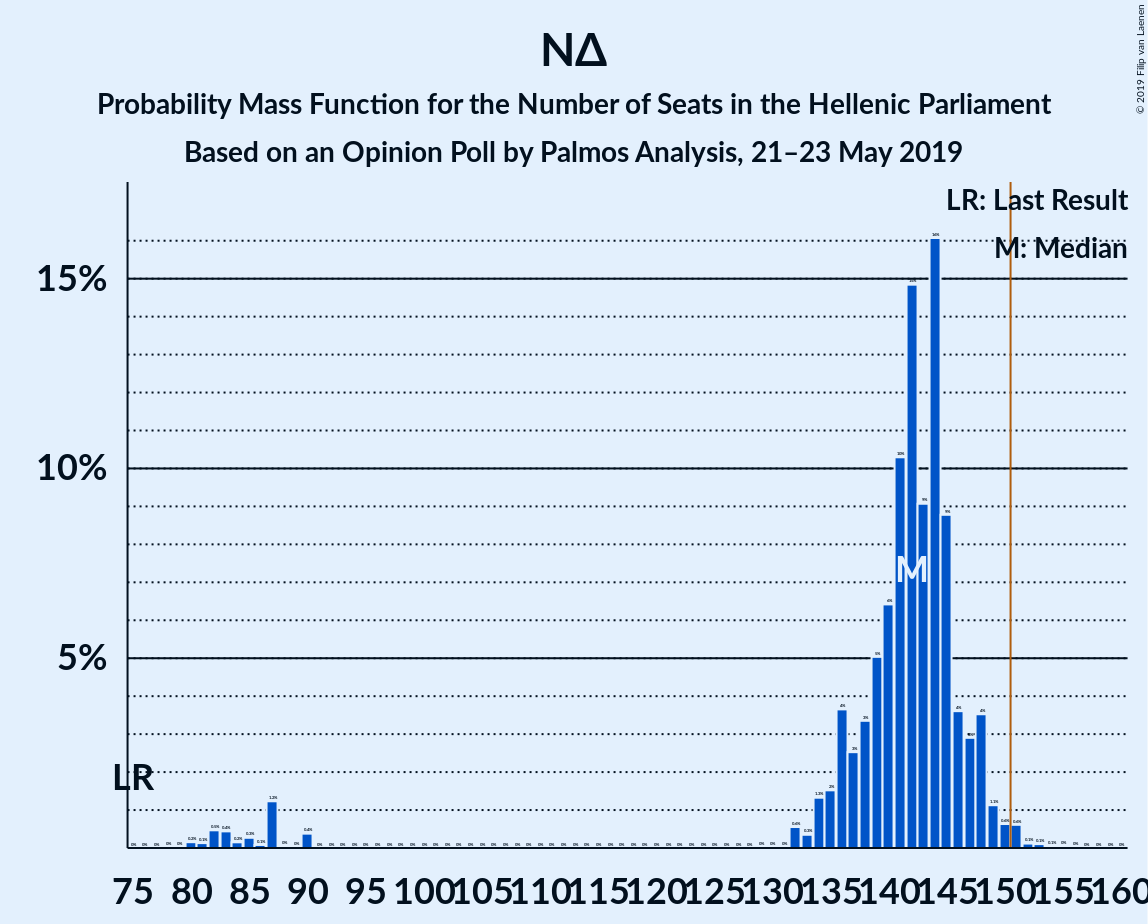 ΝΔ
Probability Mass Function for the Number of Seats in the Hellenic Parliament
Based on an Opinion Poll by Palmos Analysis, 21–23 May 2019
© 2019 Filip van Laenen
LR: Last Result
M: Median
15%
10%
5%
LR
M
75 80 85 90 95 100 105 110 115 120 125 130 135 140 145 150 155 160